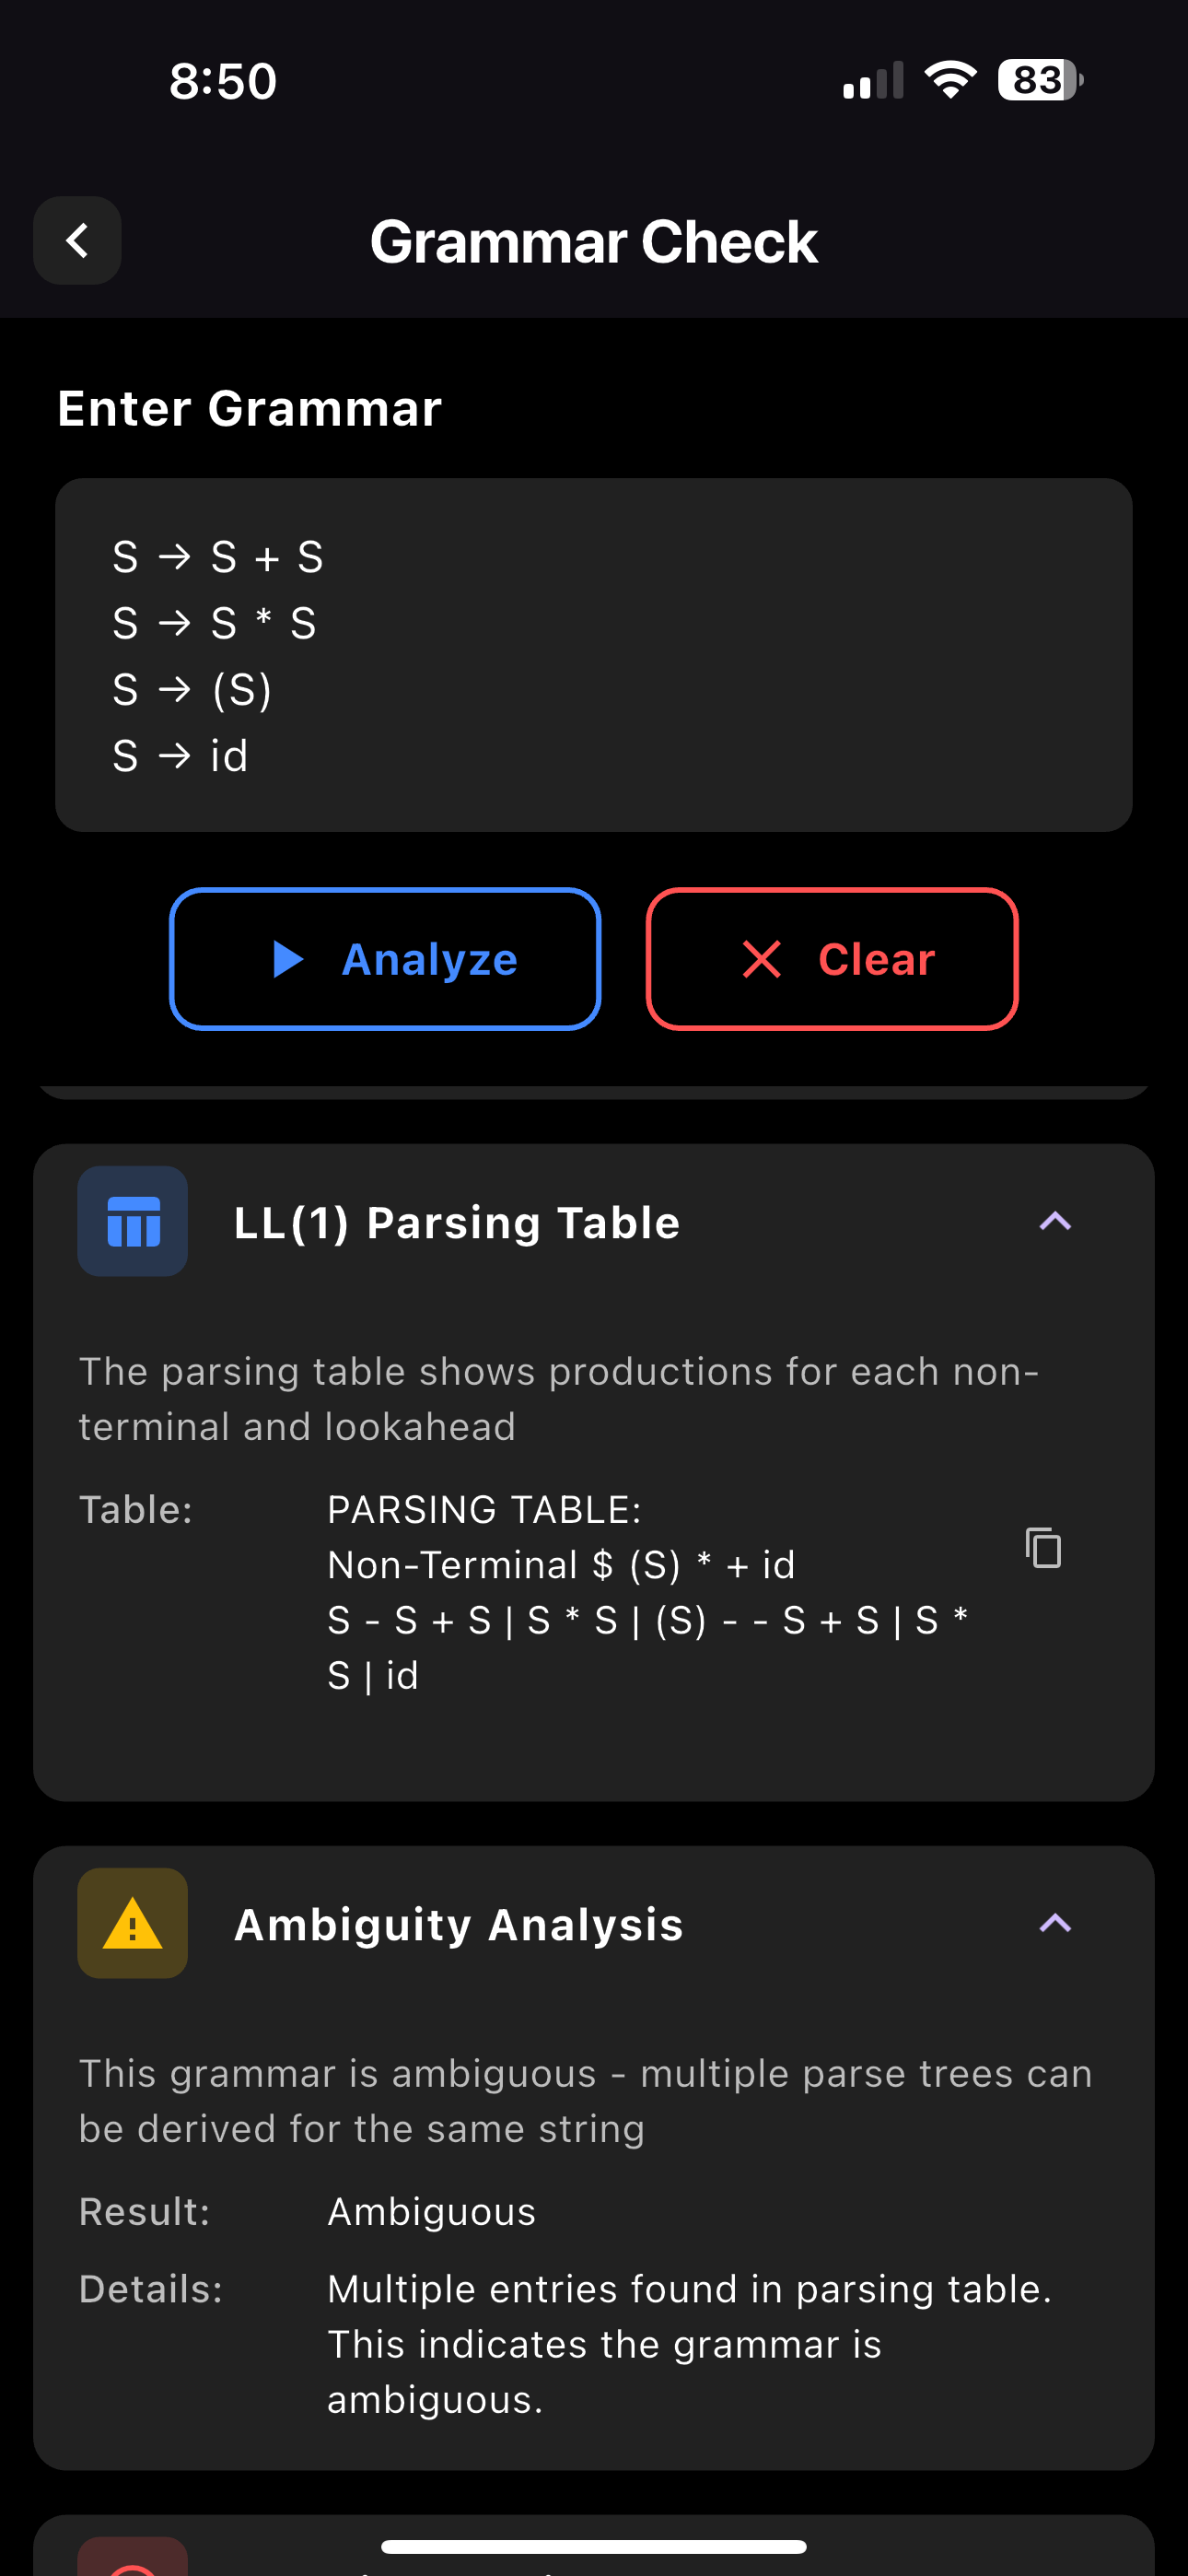 8:50
83
Grammar Check
Enter Grammar
S → S + S
S → S * S
S → (S)
S → id
Analyze
Clear
LL(1) Parsing Table
The parsing table shows productions for each non-
terminal and lookahead
Table:
PARSING TABLE:
Non-Terminal $ (S) * + id
S - S + S | S * S | (S) - - S + S | S *
S | id
Ambiguity Analysis
This grammar is ambiguous - multiple parse trees can
be derived for the same string
Result:
Ambiguous
Details:
Multiple entries found in parsing table.
This indicates the grammar is
ambiguous.